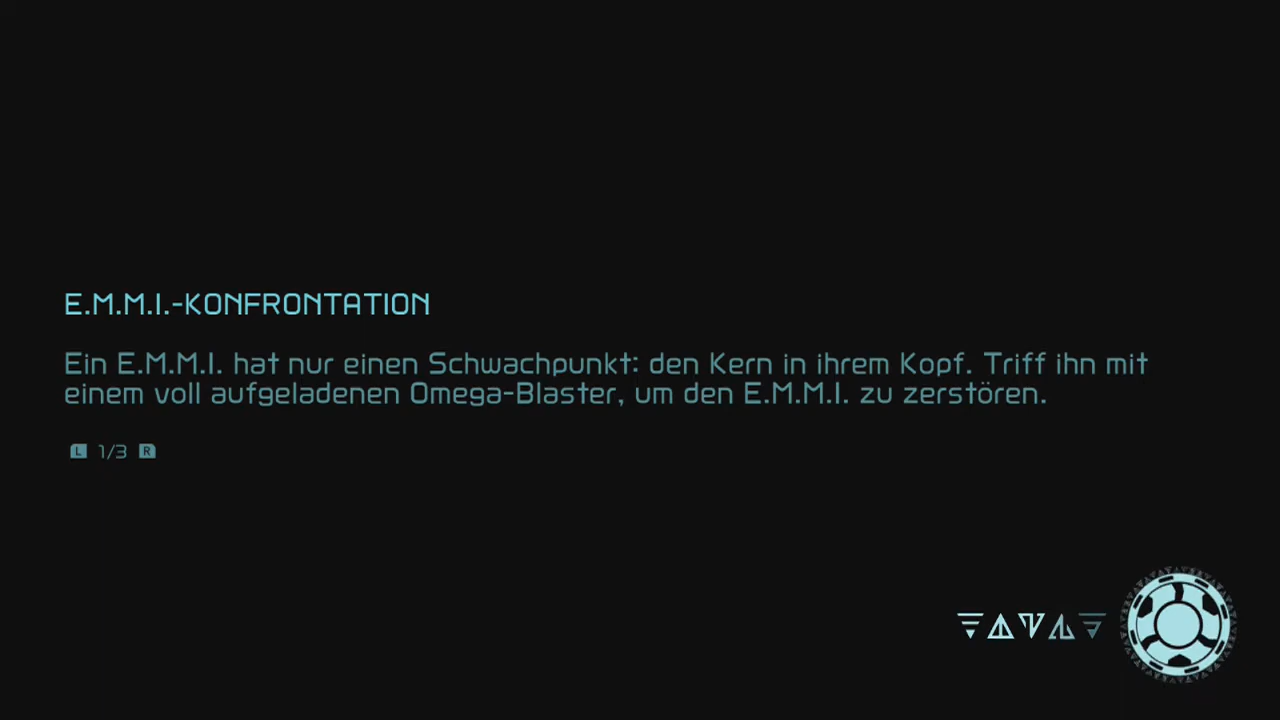 E.M.M.I.-KONFRONTATION
Ein E.M.M.I. hat nur einen Schwachpunkt: den Kern in ihrem Kopf. Triff ihn mit
einem voll aufgeladenen Omega-Blaster, um den E.M.M.I. zu zerstören.
L 1/3 R